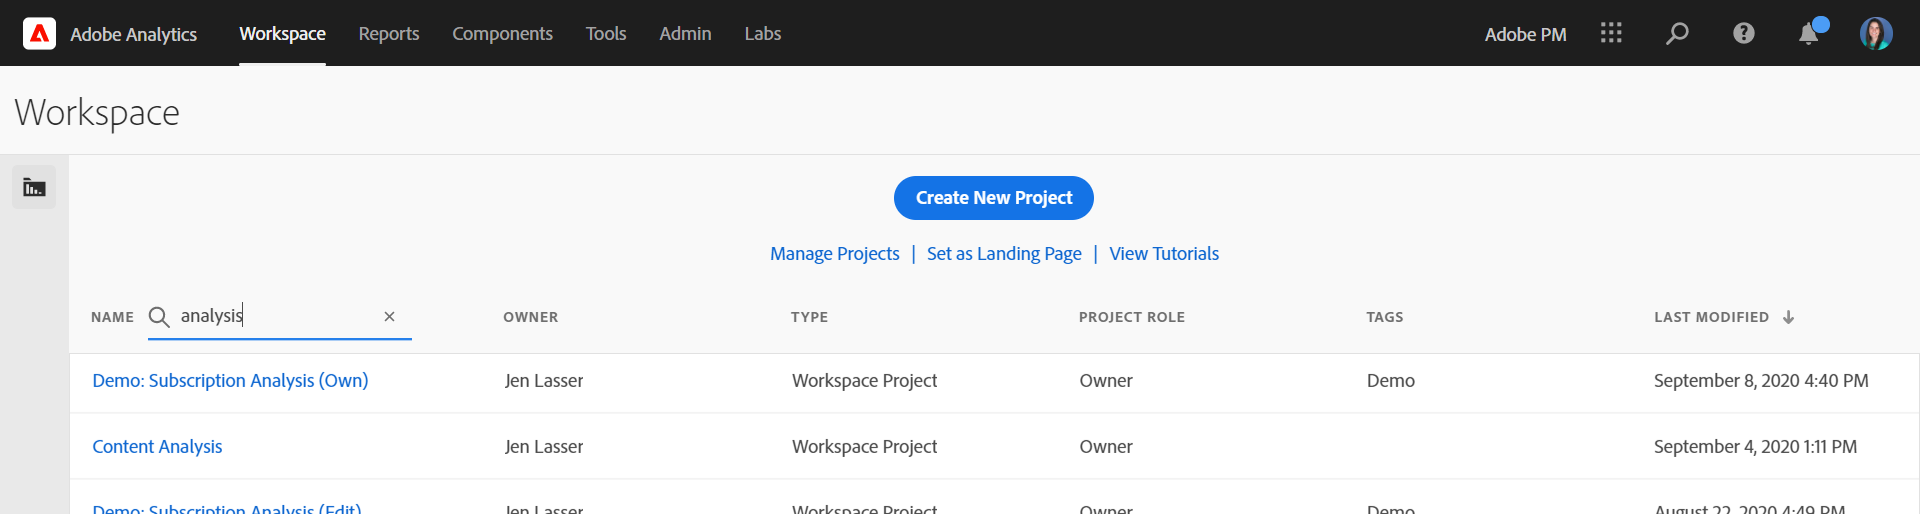 Adobe Analytics Workspace Reports Components Tools Admin Labs Adobe PM
Workspace
Create New Project
Manage Projects | Set as Landing Page | View Tutorials
NAME analysis OWNER TYPE PROJECT ROLE TAGS LAST MODIFIED
Demo: Subscription Analysis (Own) Jen Lasser Workspace Project Owner Demo September 8, 2020 4:40 PM
Content Analysis Jen Lasser Workspace Project Owner September 4, 2020 1:11 PM
Demo: Subscription Analysis (Edit) Jen Lasser Workspace Project Owner Demo August 22, 2020 4:49 PM